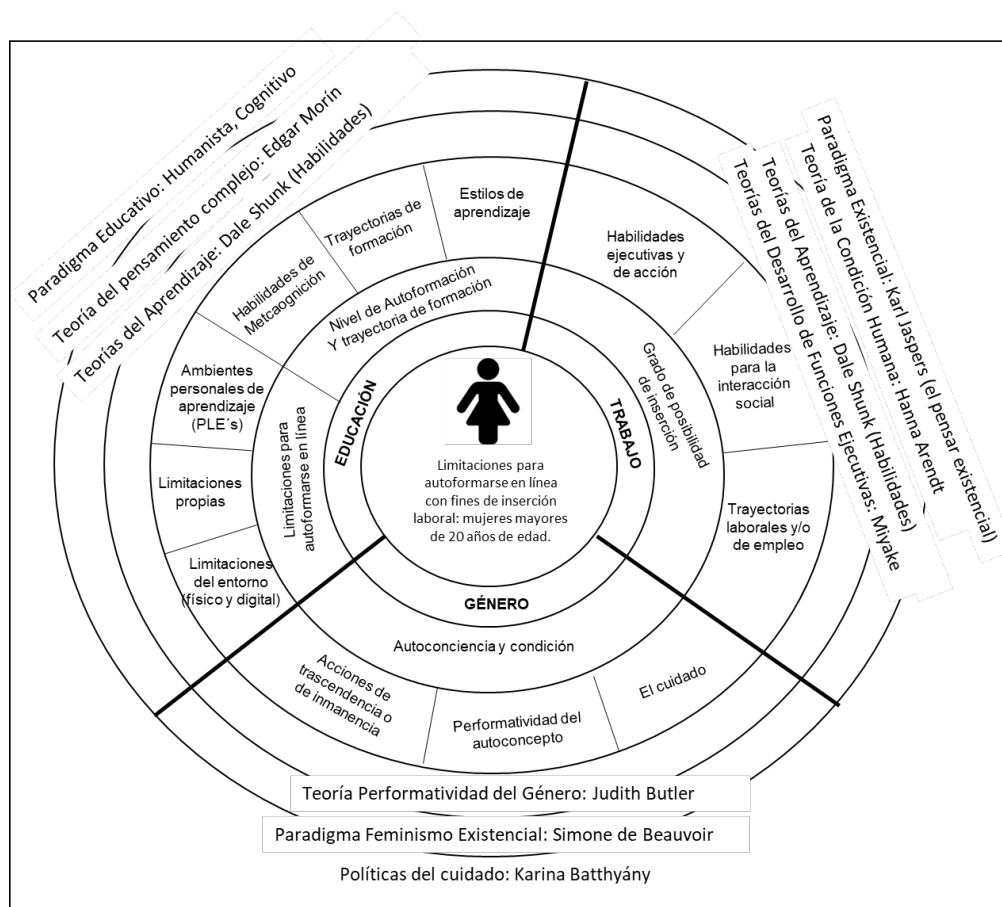 Paradigma Educativo: Humanista, Cognitivo
Teoría del pensamiento complejo: Edgar Morín
Teorías del Aprendizaje: Dale Shunk (Habilidades)
Paradigma Existencial: Karl Jaspers (el pensar existencial)
Teoría de la Condición Humana: Hanna Arendt
Teorías del Aprendizaje: Dale Shunk (Habilidades)
Teorías del Desarrollo de Funciones Ejecutivas: Miyake
Estilos de
aprendizaje
Trayectorias de
formación
Habilidades de
Metcaognición
Ambientes
personales de
aprendizaje
(PLE´s)
Limitaciones
propias
Limitaciones
del entorno
(físico y digital)
Nivel de Autoformación
Y trayectoria de formación
Limitaciones para
autoformarse en línea
EDUCACIÓN
Habilidades
ejecutivas y
de acción
Habilidades
para la
interacción
social
Trayectorias
laborales y/o
de empleo
Grado de posibilidad
de inserción
TRABAJO
Limitaciones para
autoformarse en línea
con fines de inserción
laboral: mujeres mayores
de 20 años de edad.
GÉNERO
Autoconciencia y condición
Acciones de
trascendencia o
de inmanencia
Performatividad del
autoconcepto
El cuidado
Teoría Performatividad del Género: Judith Butler
Paradigma Feminismo Existencial: Simone de Beauvoir
Políticas del cuidado: Karina Batthyány